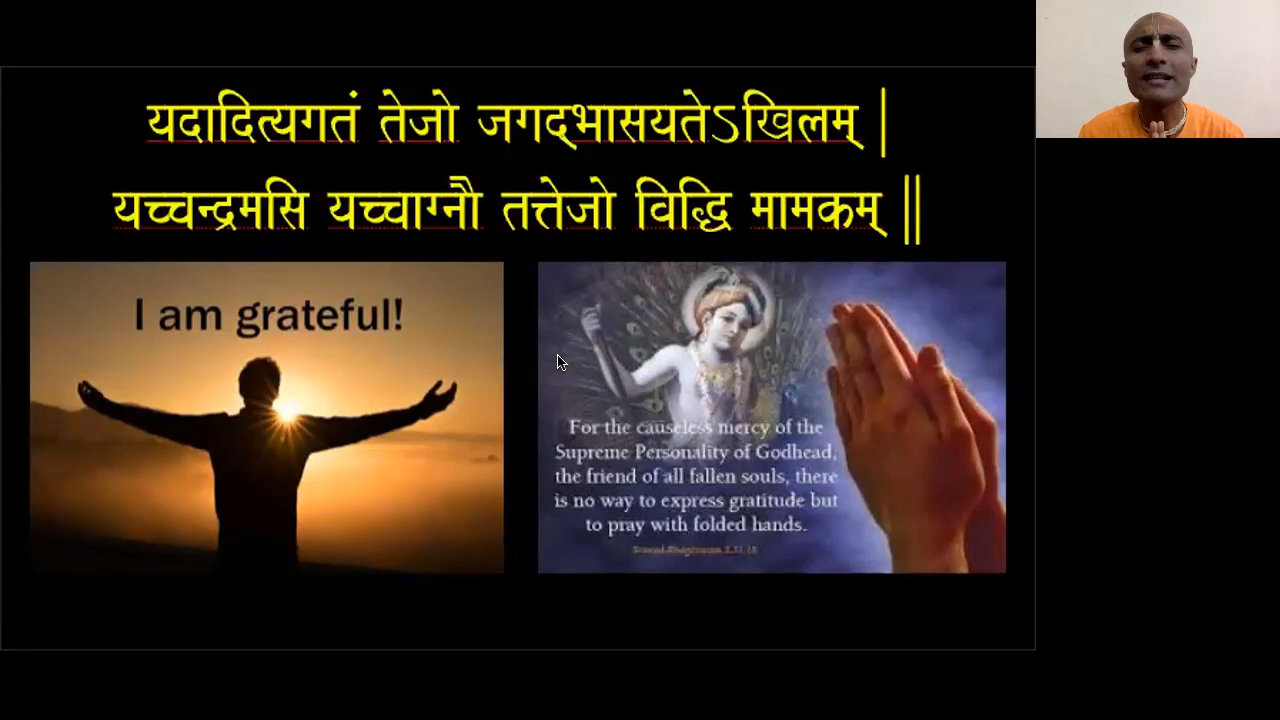 यदादित्यगतं तेजो जगद्भासयतेऽखिलम् |
यच्चन्द्रमसि यच्चाग्नौ तत्तेजो विद्धि मामकम् ||
I am grateful!
For the causeless mercy of the
Supreme Personality of Godhead,
the friend of all fallen souls, there
is no way to express gratitude but
to pray with folded hands.